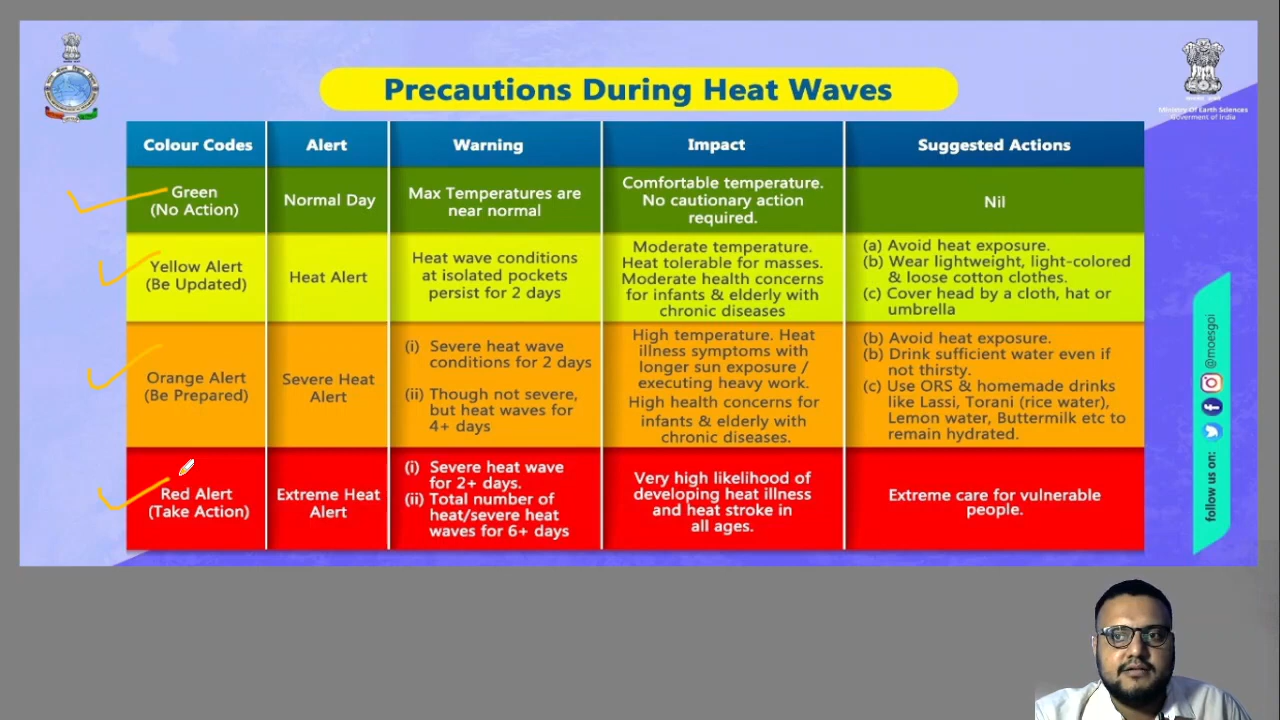 Precautions During Heat Waves
Ministry Of Earth Sciences
Goverment of India
Colour Codes
Alert
Warning
Impact
Suggested Actions
Green
(No Action)
Normal Day
Max Temperatures are
near normal
Comfortable temperature.
No cautionary action
required.
Nil
Yellow Alert
(Be Updated)
Heat Alert
Heat wave conditions
at isolated pockets
persist for 2 days
Moderate temperature.
Heat tolerable for masses.
Moderate health concerns
for infants & elderly with
chronic diseases
(a) Avoid heat exposure.
(b) Wear lightweight, light-colored
& loose cotton clothes.
(c) Cover head by a cloth, hat or
umbrella
Orange Alert
(Be Prepared)
Severe Heat
Alert
(i) Severe heat wave
conditions for 2 days
(ii) Though not severe,
but heat waves for
4+ days
High temperature. Heat
illness symptoms with
longer sun exposure /
executing heavy work.
High health concerns for
infants & elderly with
chronic diseases.
(b) Avoid heat exposure.
(b) Drink sufficient water even if
not thirsty.
(c) Use ORS & homemade drinks
like Lassi, Torani (rice water),
Lemon water, Buttermilk etc to
remain hydrated.
Red Alert
(Take Action)
Extreme Heat
Alert
(i) Severe heat wave
for 2+ days.
(ii) Total number of
heat/severe heat
waves for 6+ days
Very high likelihood of
developing heat illness
and heat stroke in
all ages.
Extreme care for vulnerable
people.
follow us on: @moesgoi